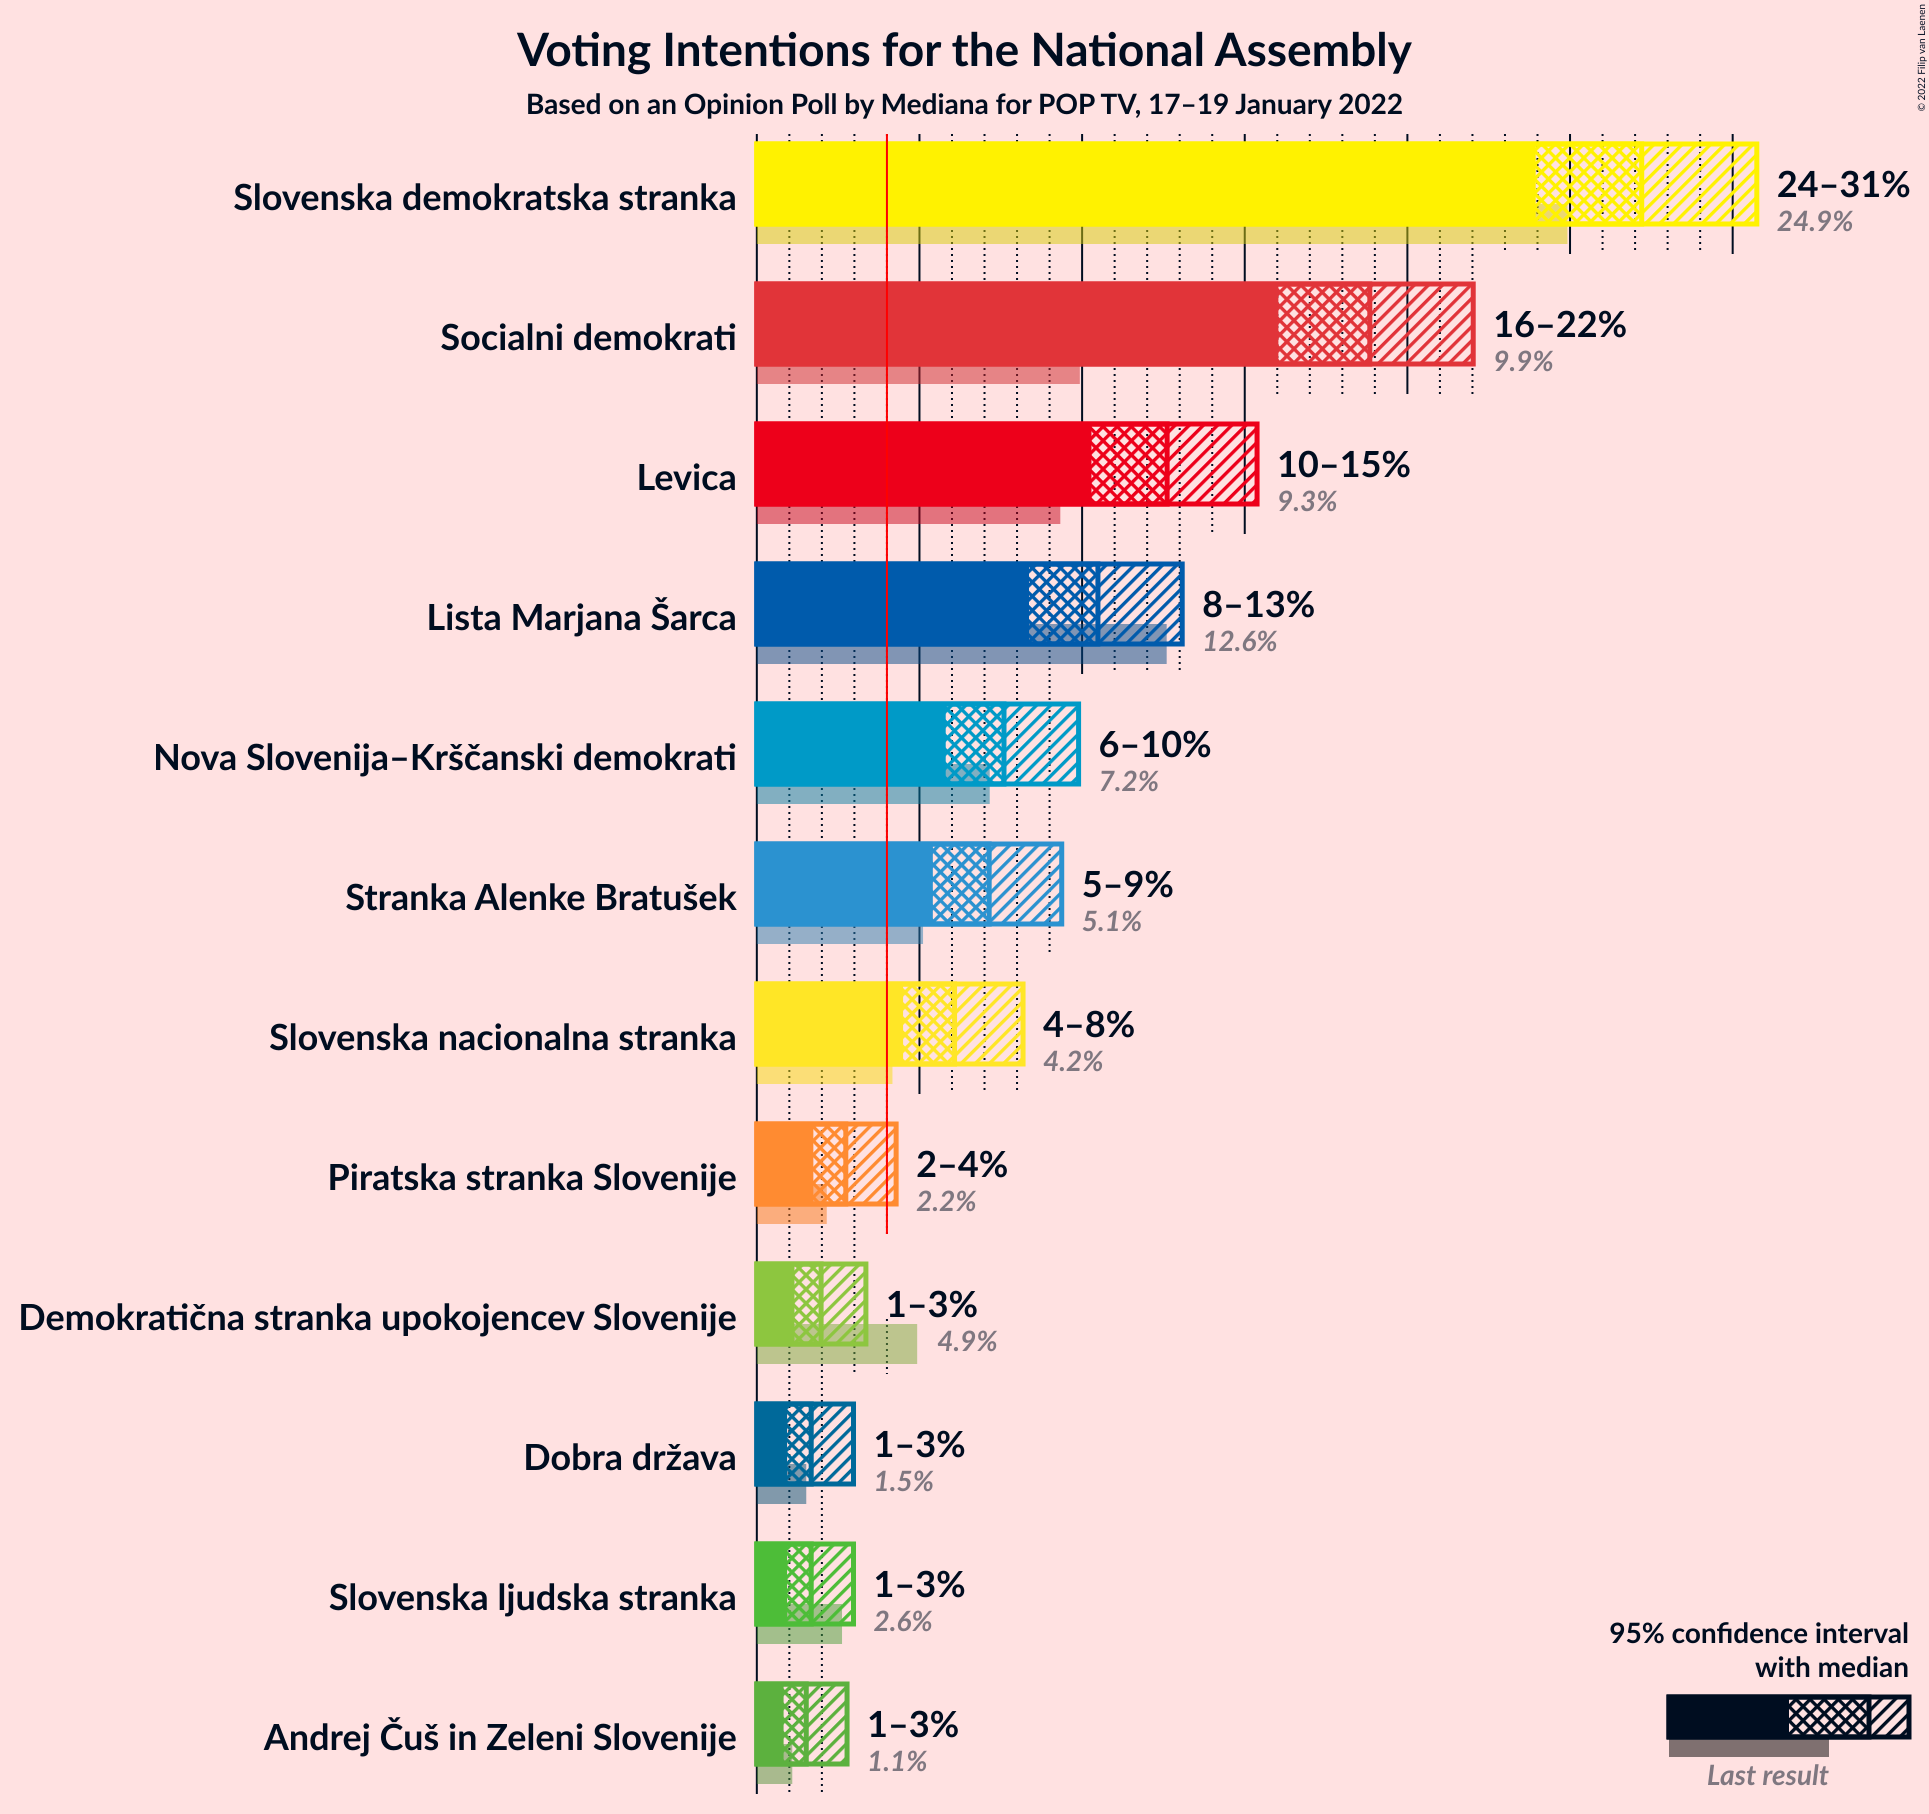 Voting Intentions for the National Assembly
Based on an Opinion Poll by Mediana for POP TV, 17–19 January 2022
© 2022 Filip van Laenen
Slovenska demokratska stranka
24–31%
24.9%
Socialni demokrati
16–22%
9.9%
Levica
10–15%
9.3%
Lista Marjana Šarca
8–13%
12.6%
Nova Slovenija–Krščanski demokrati
6–10%
7.2%
Stranka Alenke Bratušek
5–9%
5.1%
Slovenska nacionalna stranka
4–8%
4.2%
Piratska stranka Slovenije
2–4%
2.2%
Demokratična stranka upokojencev Slovenije
1–3%
4.9%
Dobra država
1–3%
1.5%
Slovenska ljudska stranka
1–3%
2.6%
Andrej Čuš in Zeleni Slovenije
1–3%
1.1%
95% confidence interval
with median
Last result